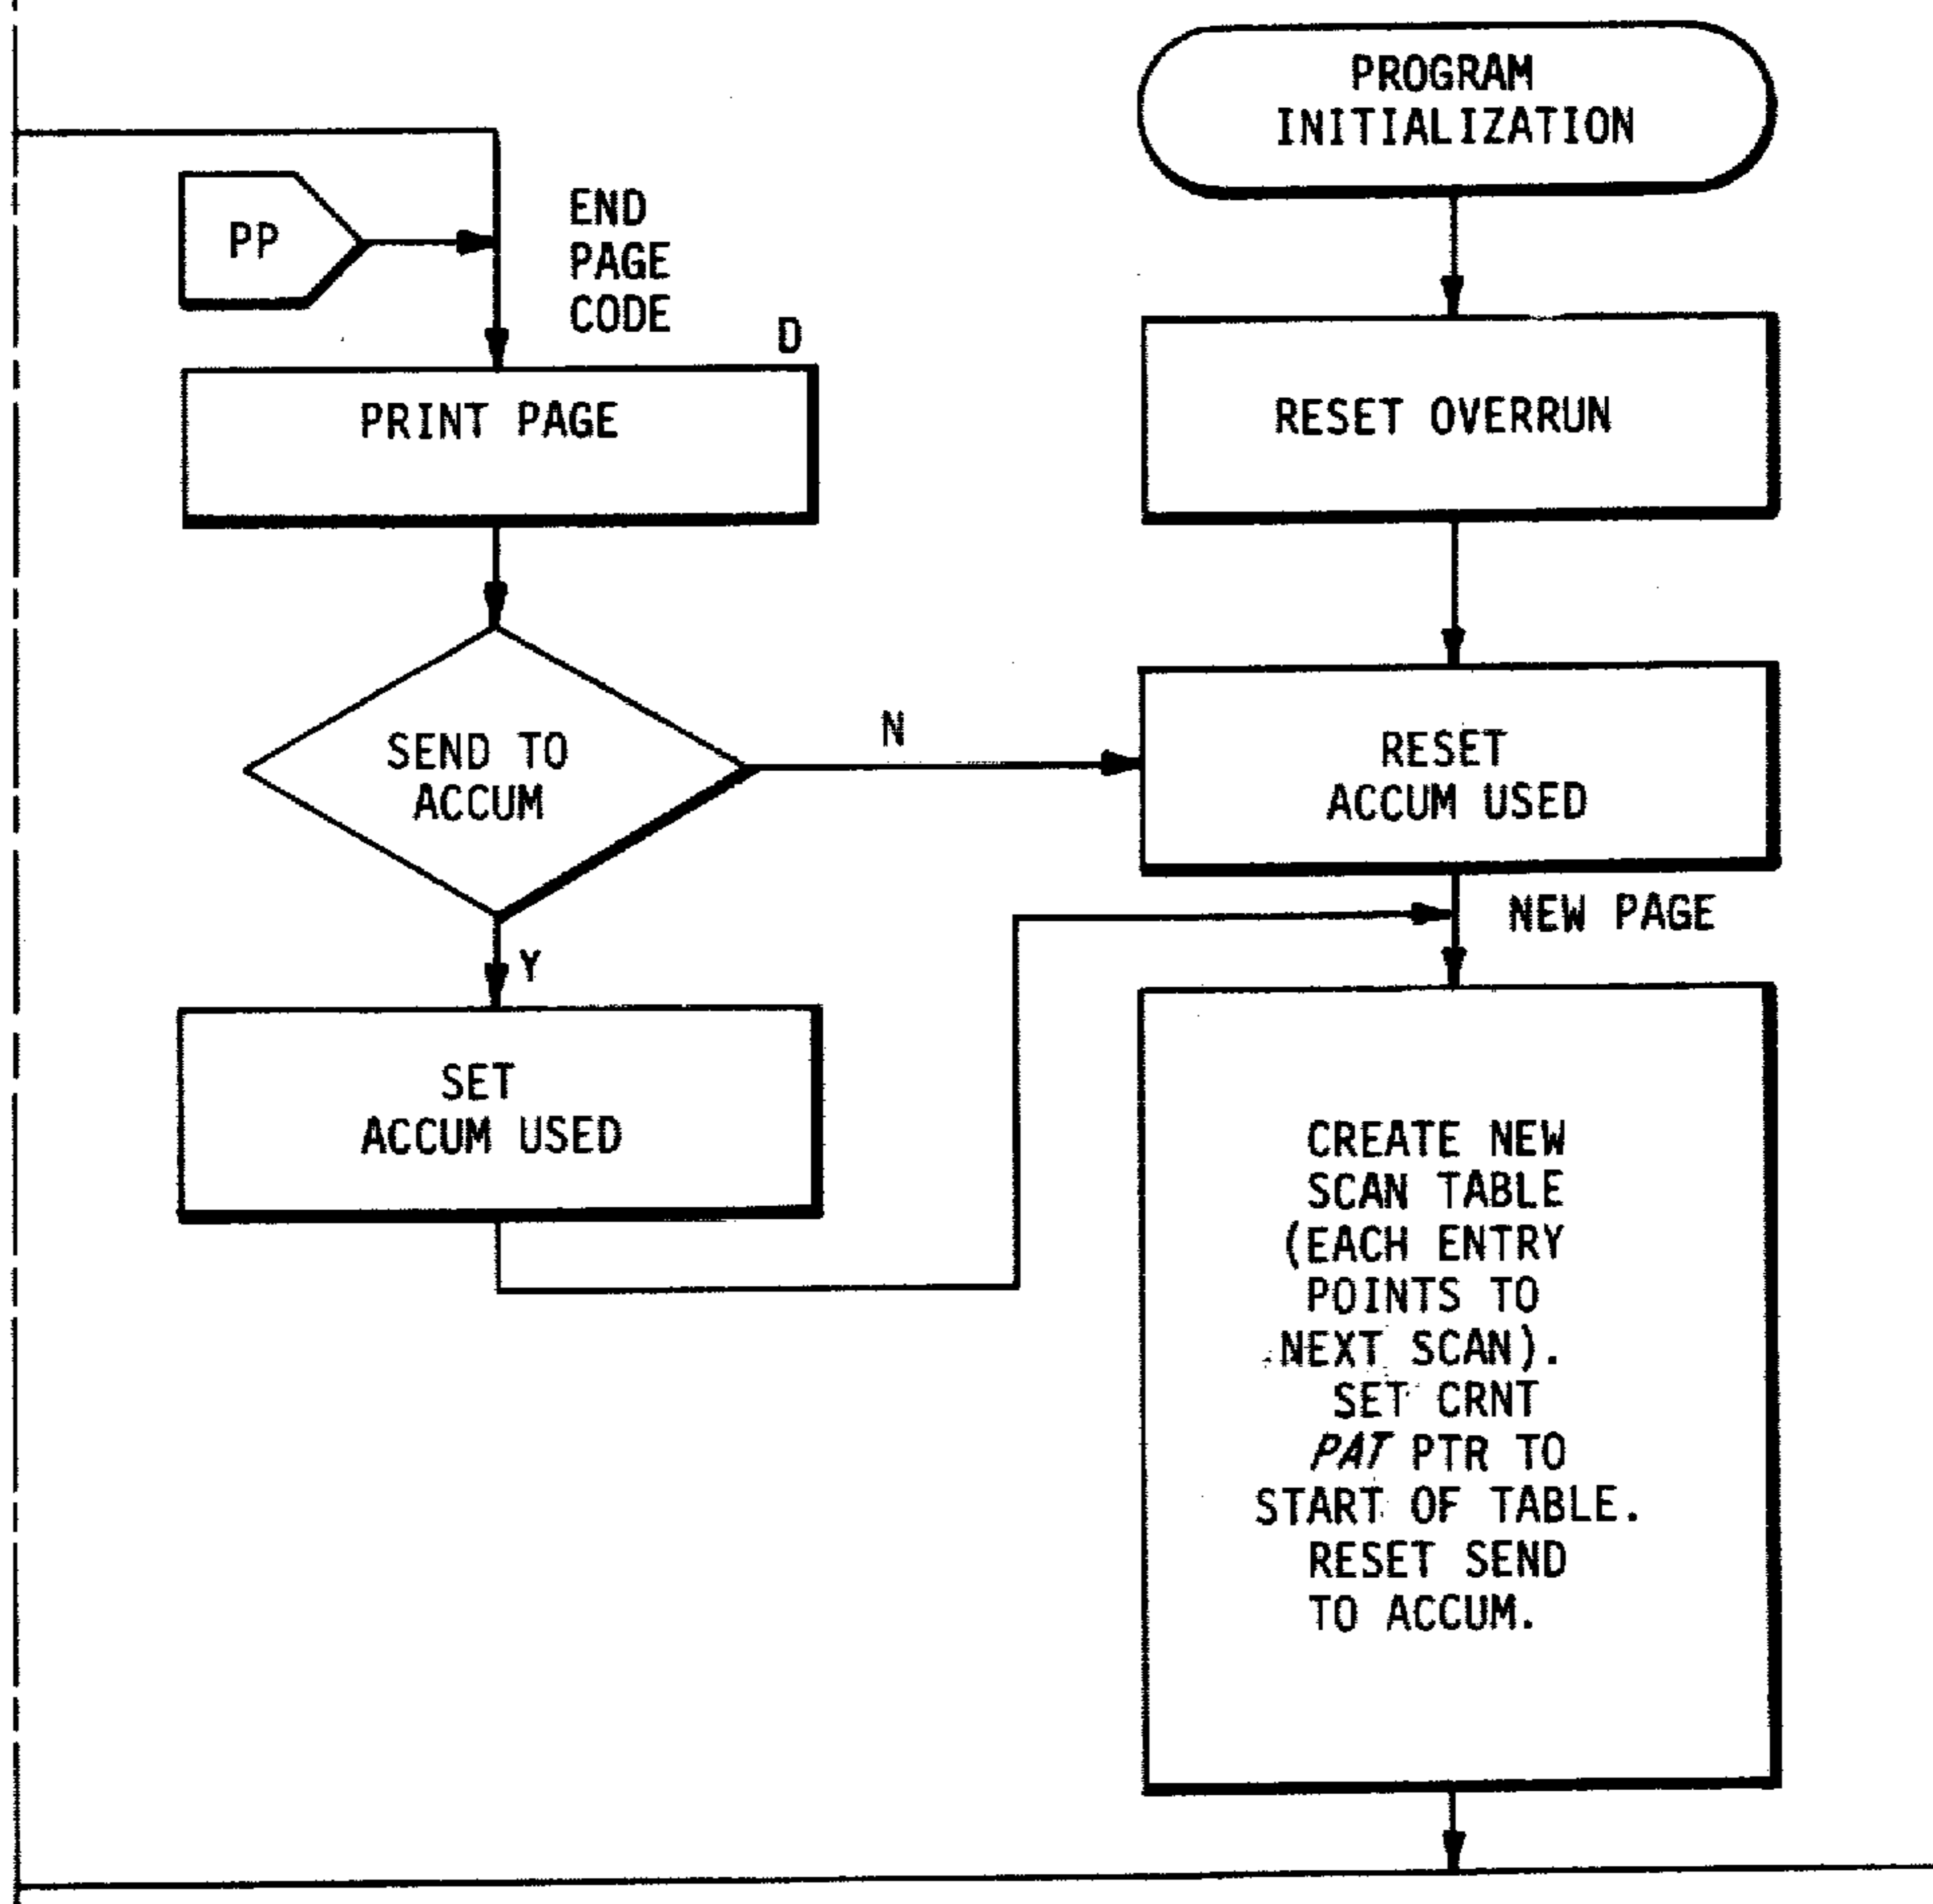 PP
END
PAGE
CODE
D
PRINT PAGE
SEND TO
ACCUM
N
Y
SET
ACCUM USED
PROGRAM
INITIALIZATION
RESET OVERRUN
RESET
ACCUM USED
NEW PAGE
CREATE NEW
SCAN TABLE
(EACH ENTRY
POINTS TO
NEXT SCAN).
SET CRNT
PAT PTR TO
START OF TABLE.
RESET SEND
TO ACCUM.